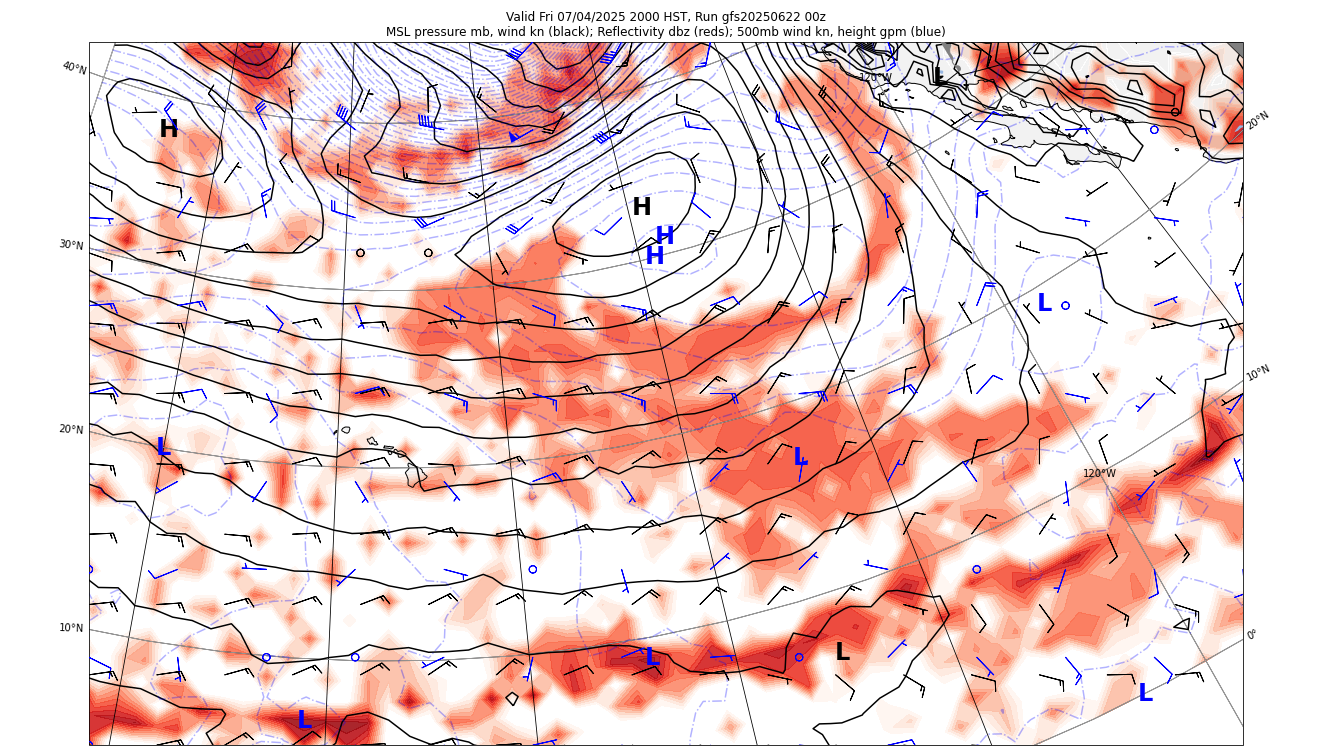 Valid Fri 07/04/2025 2000 HST, Run gfs20250622 00z
MSL pressure mb, wind kn (black); Reflectivity dbz (reds); 500mb wind kn, height gpm (blue)
40°N
120°W
L
20°N
H
H
H
H
30°N
L
10°N
20°N
L
L
120°W
10°N
0°
L
L
L
L